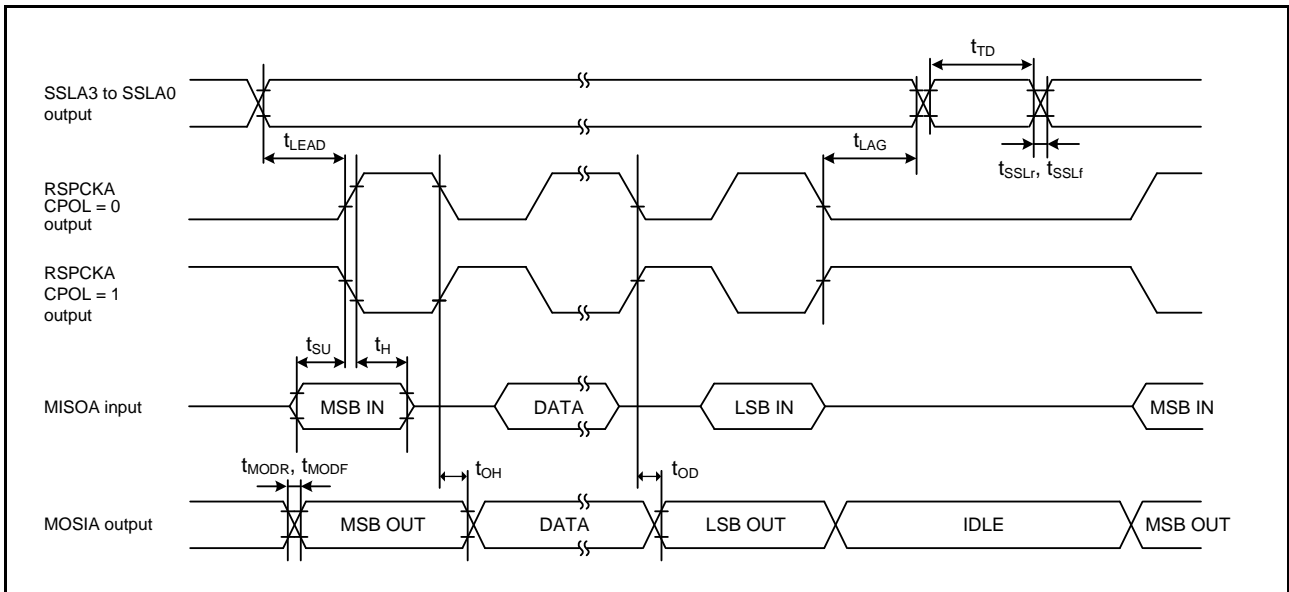 tTD
SSLA3 to SSLA0
output
tLEAD
tLAG
tSSLr, tSSLf
RSPCKA
CPOL = 0
output
RSPCKA
CPOL = 1
output
tSU
tH
MISOA input
MSB IN
DATA
LSB IN
MSB IN
tMODR, tMODF
tOH
tOD
MOSIA output
MSB OUT
DATA
LSB OUT
IDLE
MSB OUT